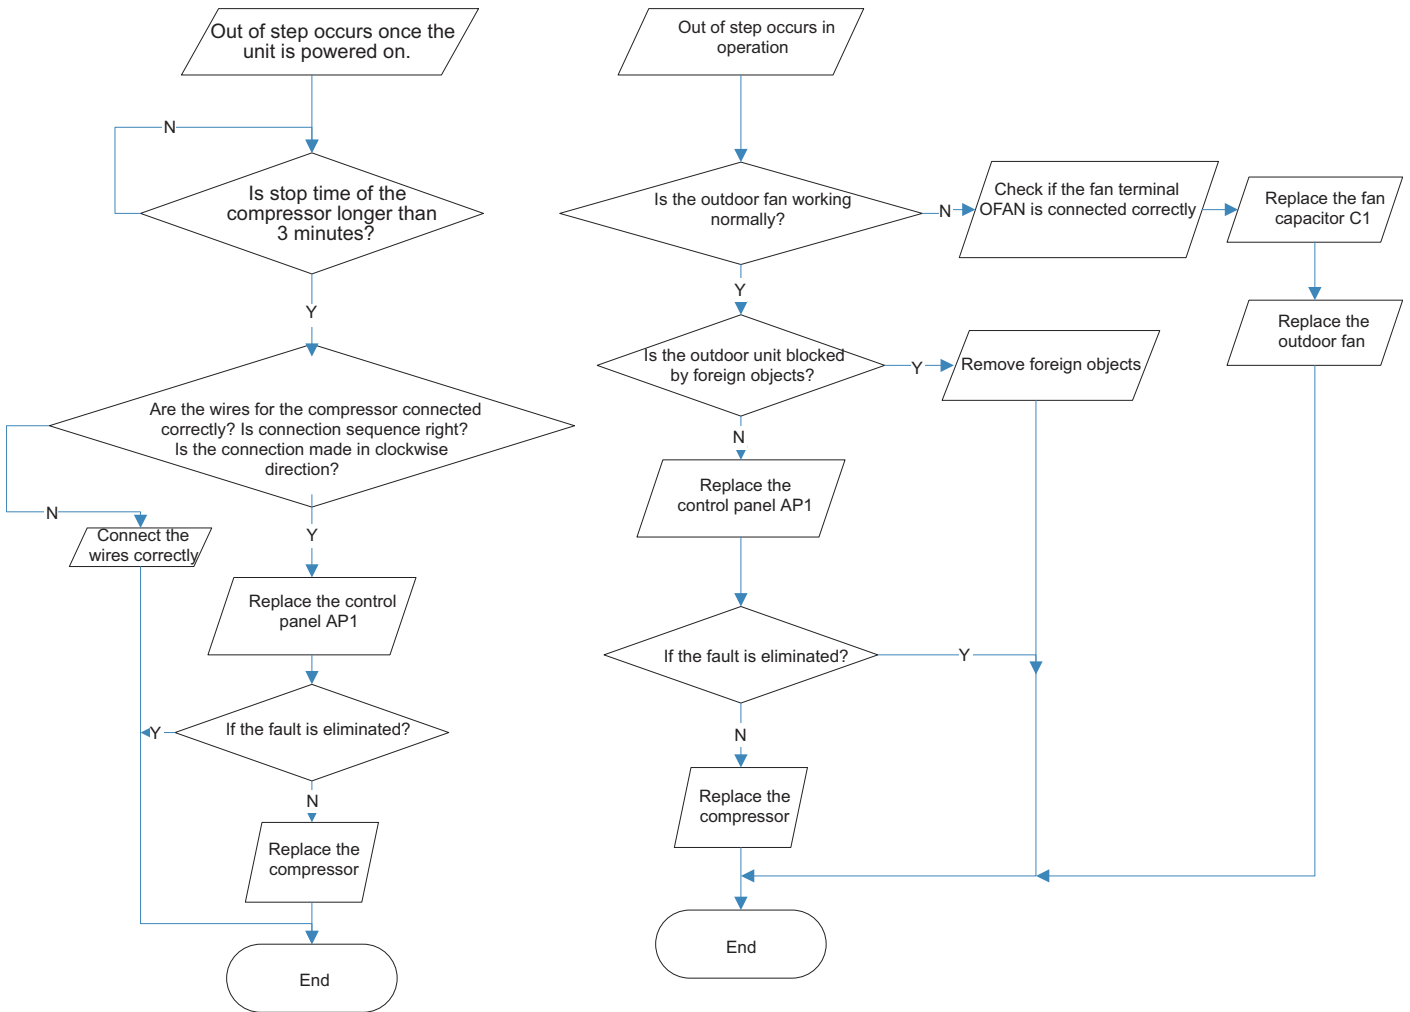 Out of step occurs once the
unit is powered on.
N
Is stop time of the
compressor longer than
3 minutes?
Y
Are the wires for the compressor connected
correctly? Is connection sequence right?
Is the connection made in clockwise
direction?
N
Connect the
wires correctly
Y
Replace the control
panel AP1
If the fault is eliminated?
Y
N
Replace the
compressor
End
Out of step occurs in
operation
Is the outdoor fan working
normally?
N
Check if the fan terminal
OFAN is connected correctly
Replace the fan
capacitor C1
Replace the
outdoor fan
Y
Is the outdoor unit blocked
by foreign objects?
Y
Remove foreign objects
N
Replace the
control panel AP1
If the fault is eliminated?
Y
N
Replace the
compressor
End